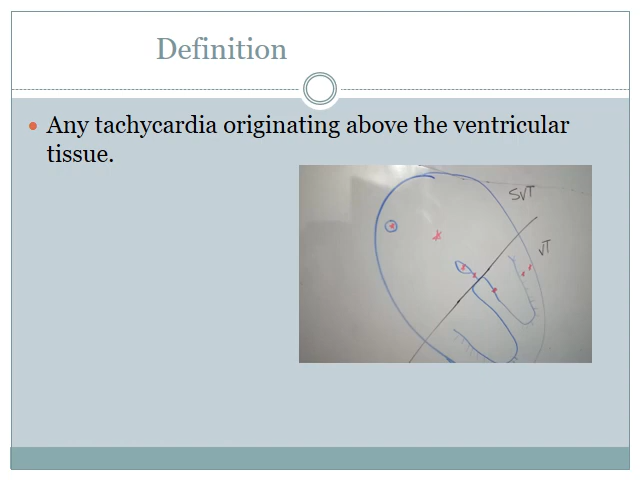 Definition
Any tachycardia originating above the ventricular
tissue.
SVT
VT